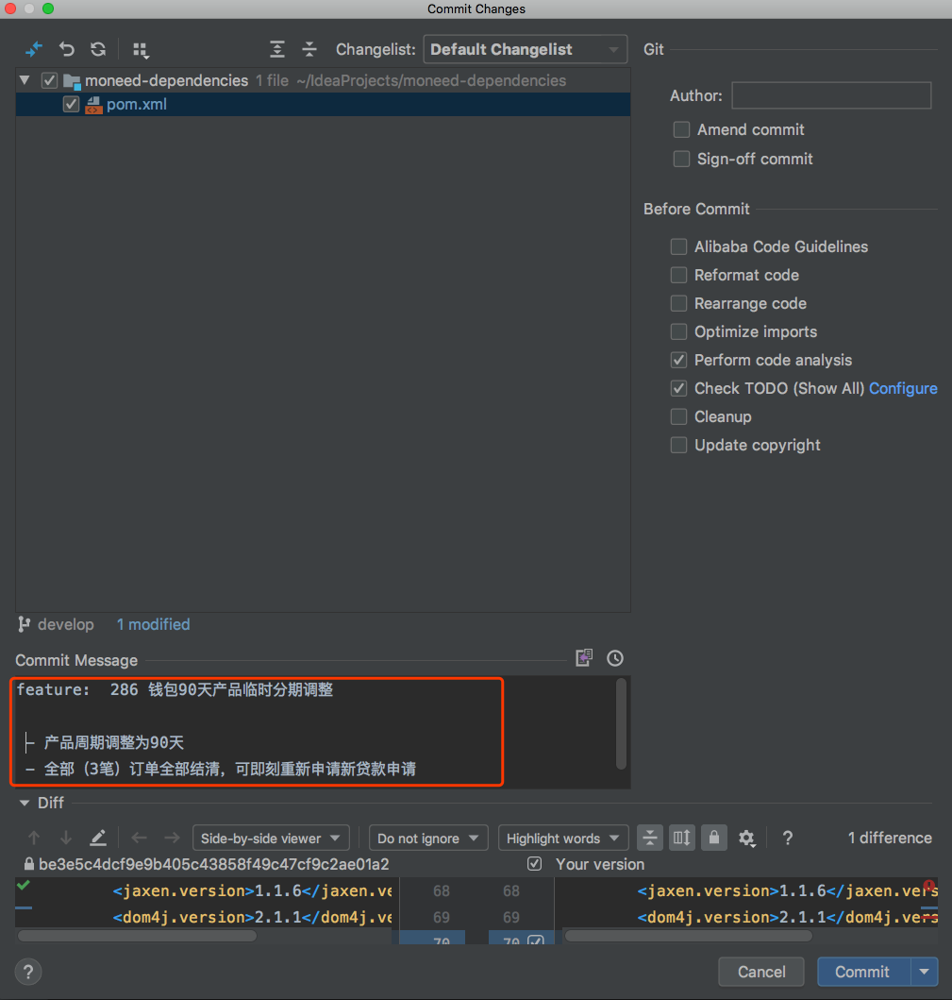 Commit Changes
Changelist: Default Changelist
moneed-dependencies 1 file ~/IdeaProjects/moneed-dependencies
pom.xml
Git
Author:
Amend commit
Sign-off commit
Before Commit
Alibaba Code Guidelines
Reformat code
Rearrange code
Optimize imports
Perform code analysis
Check TODO (Show All) Configure
Cleanup
Update copyright
develop 1 modified
Commit Message
feature: 286 钱包90天产品临时分期调整
- 产品周期调整为90天
- 全部（3笔）订单全部结清，可即刻重新申请新贷款申请
Diff
Side-by-side viewer Do not ignore Highlight words ? 1 difference
be3e5c4dcf9e9b405c43858f49c47cf9c2ae01a2 Your version
<jaxen.version>1.1.6</jaxen.ve 68 68 <jaxen.version>1.1.6</jaxen.vers
<dom4j.version>2.1.1</dom4j.ve 69 69 <dom4j.version>2.1.1</dom4j.vers
70 70
? Cancel Commit